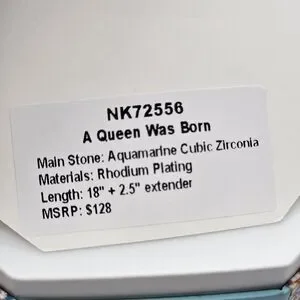 NK72556
A Queen Was Born
Main Stone: Aquamarine Cubic Zirconia
Materials: Rhodium Plating
Length: 18" + 2.5" extender
MSRP: $128